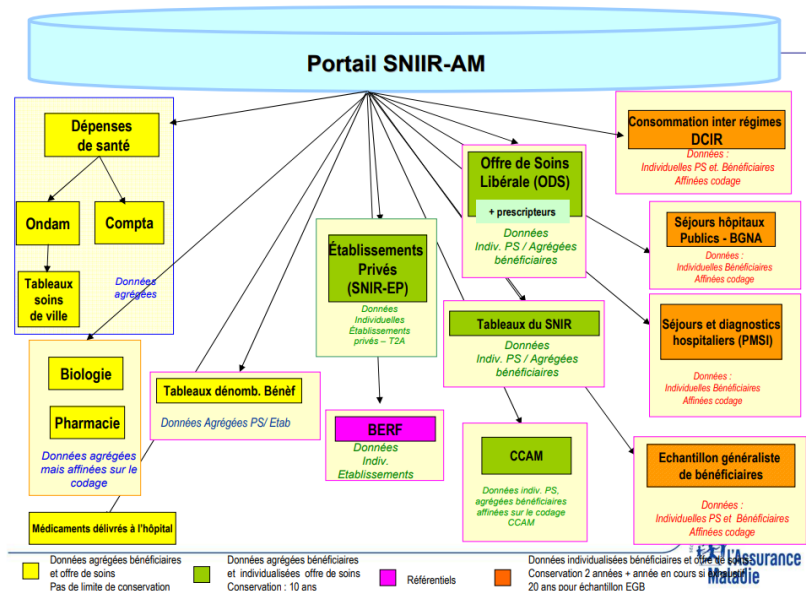 Portail SNIIR-AM
Dépenses
de santé
Ondam
Compta
Tableaux
soins
de ville
Données
agrégées
Biologie
Pharmacie
Données agrégées
mais affinées sur le
codage
Médicaments délivrés à l'hôpital
Tableaux dénomb. Bénèf
Données Agrégées PS/ Etab
Établissements
Privés
(SNIR-EP)
Données
Individuelles
Établissements
privés – T2A
BERF
Données
Indiv.
Etablissements
Offre de Soins
Libérale (ODS)
+ prescripteurs
Données
Indiv. PS / Agrégées
bénéficiaires
Tableaux du SNIR
Données
Indiv. PS / Agrégées
bénéficiaires
CCAM
Données indiv. PS,
agrégées bénéficiaires
affinées sur le codage
CCAM
Consommation inter régimes
DCIR
Données :
Individuelles PS et. Bénéficiaires
Affinées codage
Séjours hôpitaux
Publics - BGNA
Données :
Individuelles Bénéficiaires
Affinées codage
Séjours et diagnostics
hospitaliers (PMSI)
Données :
Individuelles Bénéficiaires
Affinées codage
Echantillon généraliste
de bénéficiaires
Données :
Individuelles PS et Bénéficiaires
Affinées codage
Données agrégées bénéficiaires
et offre de soins
Pas de limite de conservation
Données agrégées bénéficiaires
et individualisées offre de soins
Conservation : 10 ans
Référentiels
Données individualisées bénéficiaires et offre de soins
Conservation 2 années + année en cours si
20 ans pour échantillon EGB
l'Assurance
Maladie